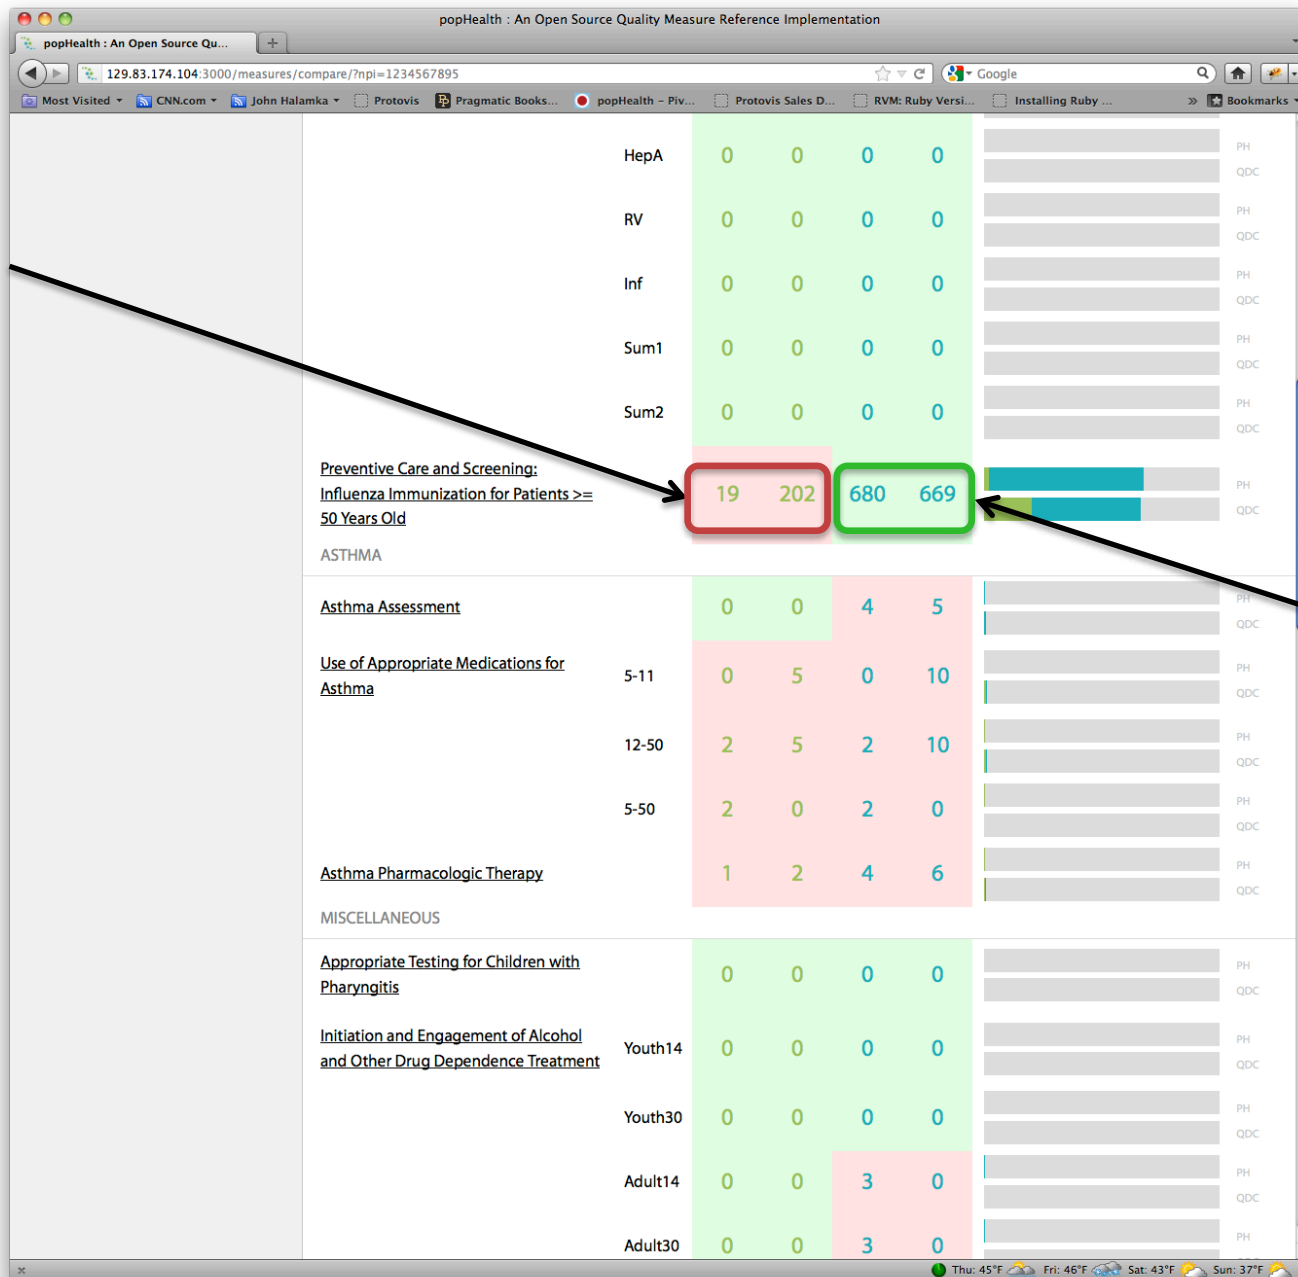 popHealth : An Open Source Quality Measure Reference Implementation
popHealth : An Open Source Qu... +
129.83.174.104:3000/measures/compare/?npi=1234567895 Google
Most Visited CNN.com John Halamka Protovis Pragmatic Books... popHealth – Piv... Protovis Sales D... RVM: Ruby Versi... Installing Ruby ... » Bookmarks
HepA 0 0 0 0 PH
QDC
RV 0 0 0 0 PH
QDC
Inf 0 0 0 0 PH
QDC
Sum1 0 0 0 0 PH
QDC
Sum2 0 0 0 0 PH
QDC
Preventive Care and Screening:
Influenza Immunization for Patients >= 19 202 680 669 PH
50 Years Old QDC
ASTHMA
Asthma Assessment 0 0 4 5 PH
QDC
Use of Appropriate Medications for
Asthma 5-11 0 5 0 10 PH
QDC
12-50 2 5 2 10 PH
QDC
5-50 2 0 2 0 PH
QDC
Asthma Pharmacologic Therapy 1 2 4 6 PH
QDC
MISCELLANEOUS
Appropriate Testing for Children with
Pharyngitis 0 0 0 0 PH
QDC
Initiation and Engagement of Alcohol
and Other Drug Dependence Treatment Youth14 0 0 0 0 PH
QDC
Youth30 0 0 0 0 PH
QDC
Adult14 0 0 3 0 PH
QDC
Adult30 0 0 3 0 PH
x Thu: 45°F Fri: 46°F Sat: 43°F Sun: 37°F